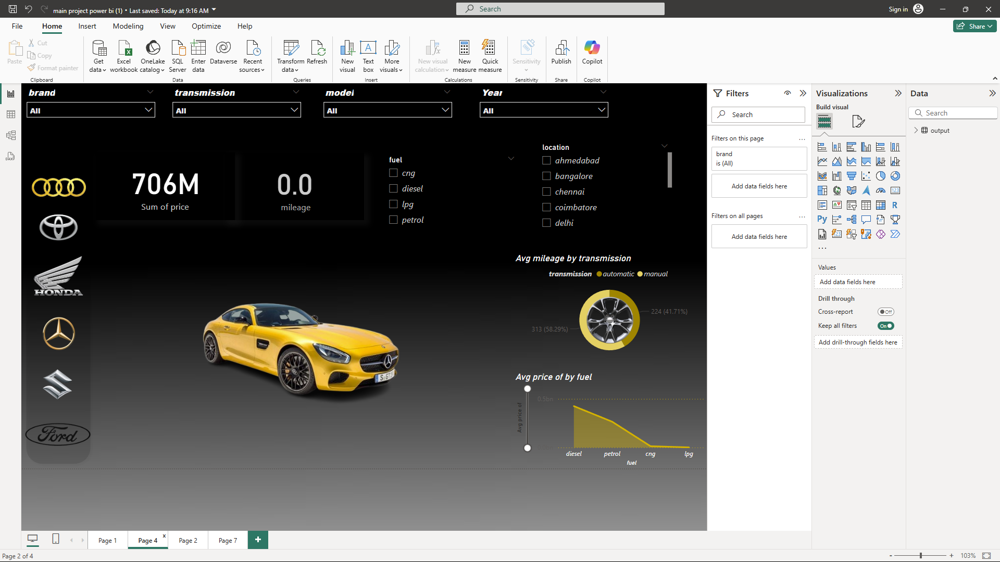 main project power bi (1) • Last saved: Today at 9:16 AM
Search
Sign in
File
Home
Insert
Modeling
View
Optimize
Help
Share
Paste
Cut
Copy
Format painter
Clipboard
Get data
Excel workbook
OneLake catalog
SQL Server
Enter data
Dataverse
Recent sources
Data
Transform data
Refresh
Queries
New visual
Text box
More visuals
Insert
New visual calculation
New measure
Quick measure
Calculations
Sensitivity
Sensitivity
Publish
Share
Copilot
Copilot
brand
All
transmission
All
model
All
Year
All
706M
Sum of price
0.0
mileage
fuel
cng
diesel
lpg
petrol
location
ahmedabad
bangalore
chennai
coimbatore
delhi
HONDA
Ford
Avg mileage by transmission
transmission automatic manual
224 (41.71%)
313 (58.29%)
Avg price of by fuel
Avg price of
0.5bn
0.0bn
diesel
petrol
cng
lpg
fuel
Filters
Search
Filters on this page
brand
is (All)
Add data fields here
Filters on all pages
Add data fields here
Visualizations
Build visual
Values
Add data fields here
Drill through
Cross-report
Off
Keep all filters
On
Add drill-through fields here
Data
Search
output
Page 1
Page 4
Page 2
Page 7
Page 2 of 4
103%